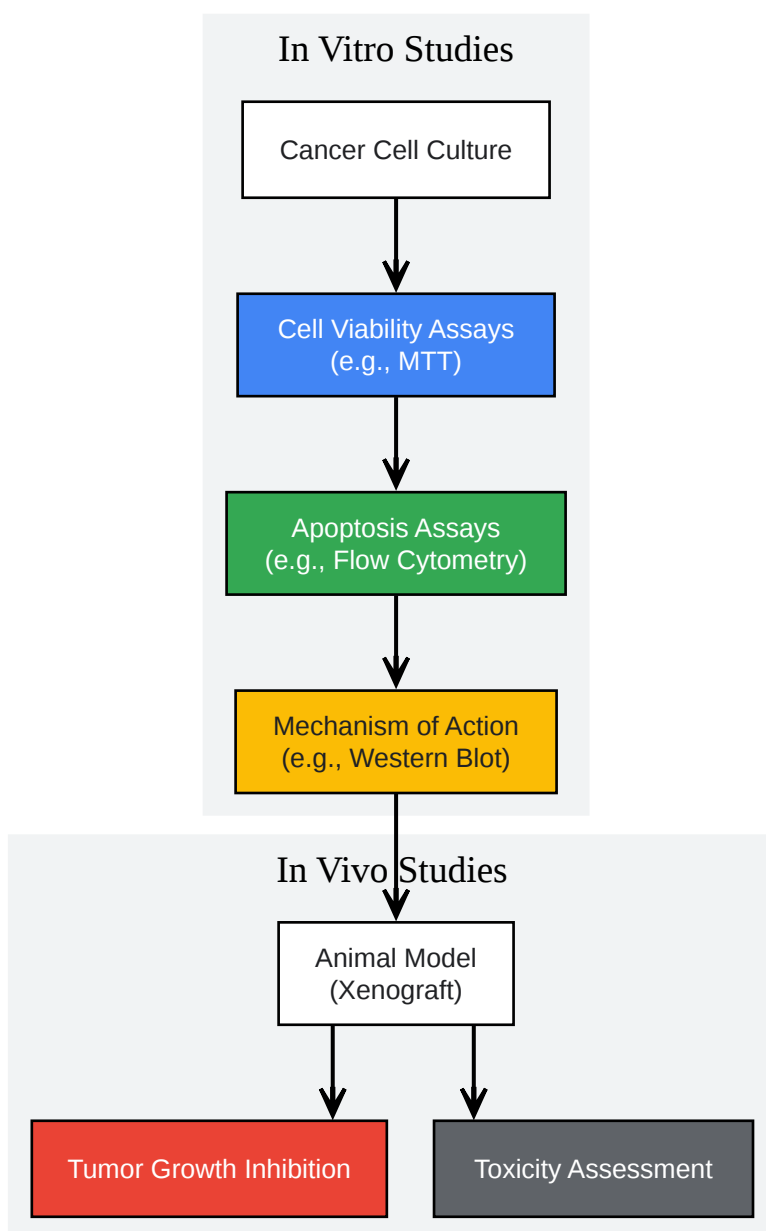 In Vitro Studies
Cancer Cell Culture
Cell Viability Assays
(e.g., MTT)
Apoptosis Assays
(e.g., Flow Cytometry)
Mechanism of Action
(e.g., Western Blot)
In Vivo Studies
Animal Model
(Xenograft)
Tumor Growth Inhibition
Toxicity Assessment